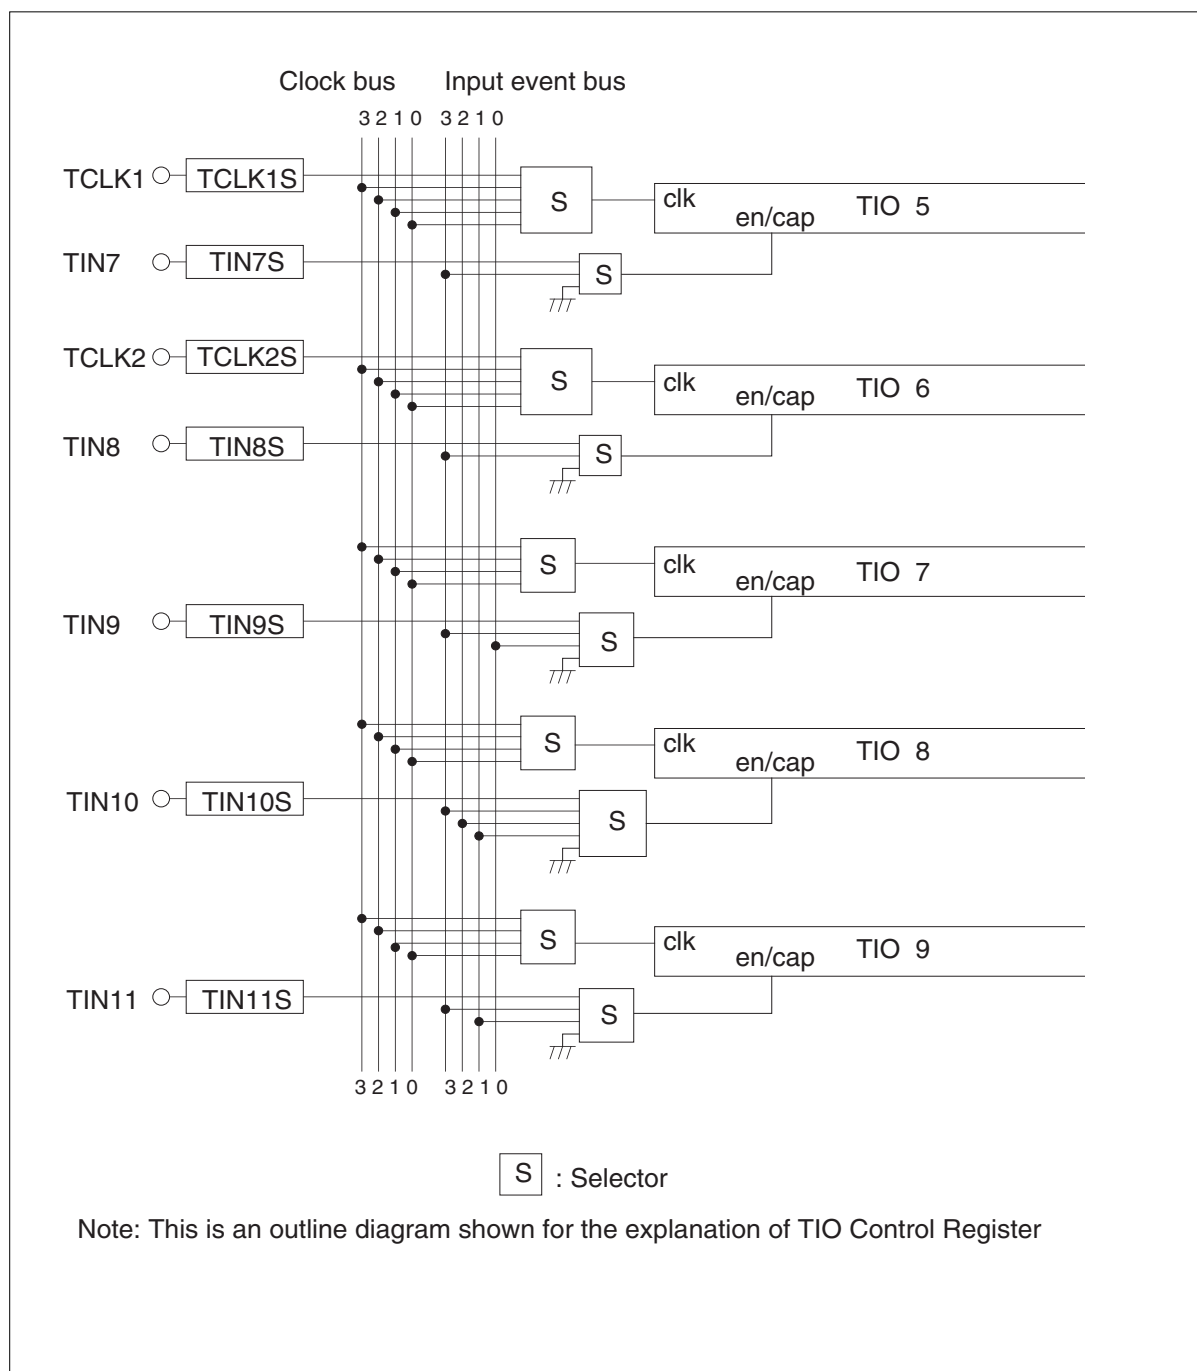 Clock bus Input event bus
3 2 1 0 3 2 1 0
TCLK1 TCLK1S S clk en/cap TIO 5
TIN7 TIN7S S
TCLK2 TCLK2S S clk en/cap TIO 6
TIN8 TIN8S S
S clk en/cap TIO 7
TIN9 TIN9S S
S clk en/cap TIO 8
TIN10 TIN10S S
S clk en/cap TIO 9
TIN11 TIN11S S
3 2 1 0 3 2 1 0
S : Selector
Note: This is an outline diagram shown for the explanation of TIO Control Register